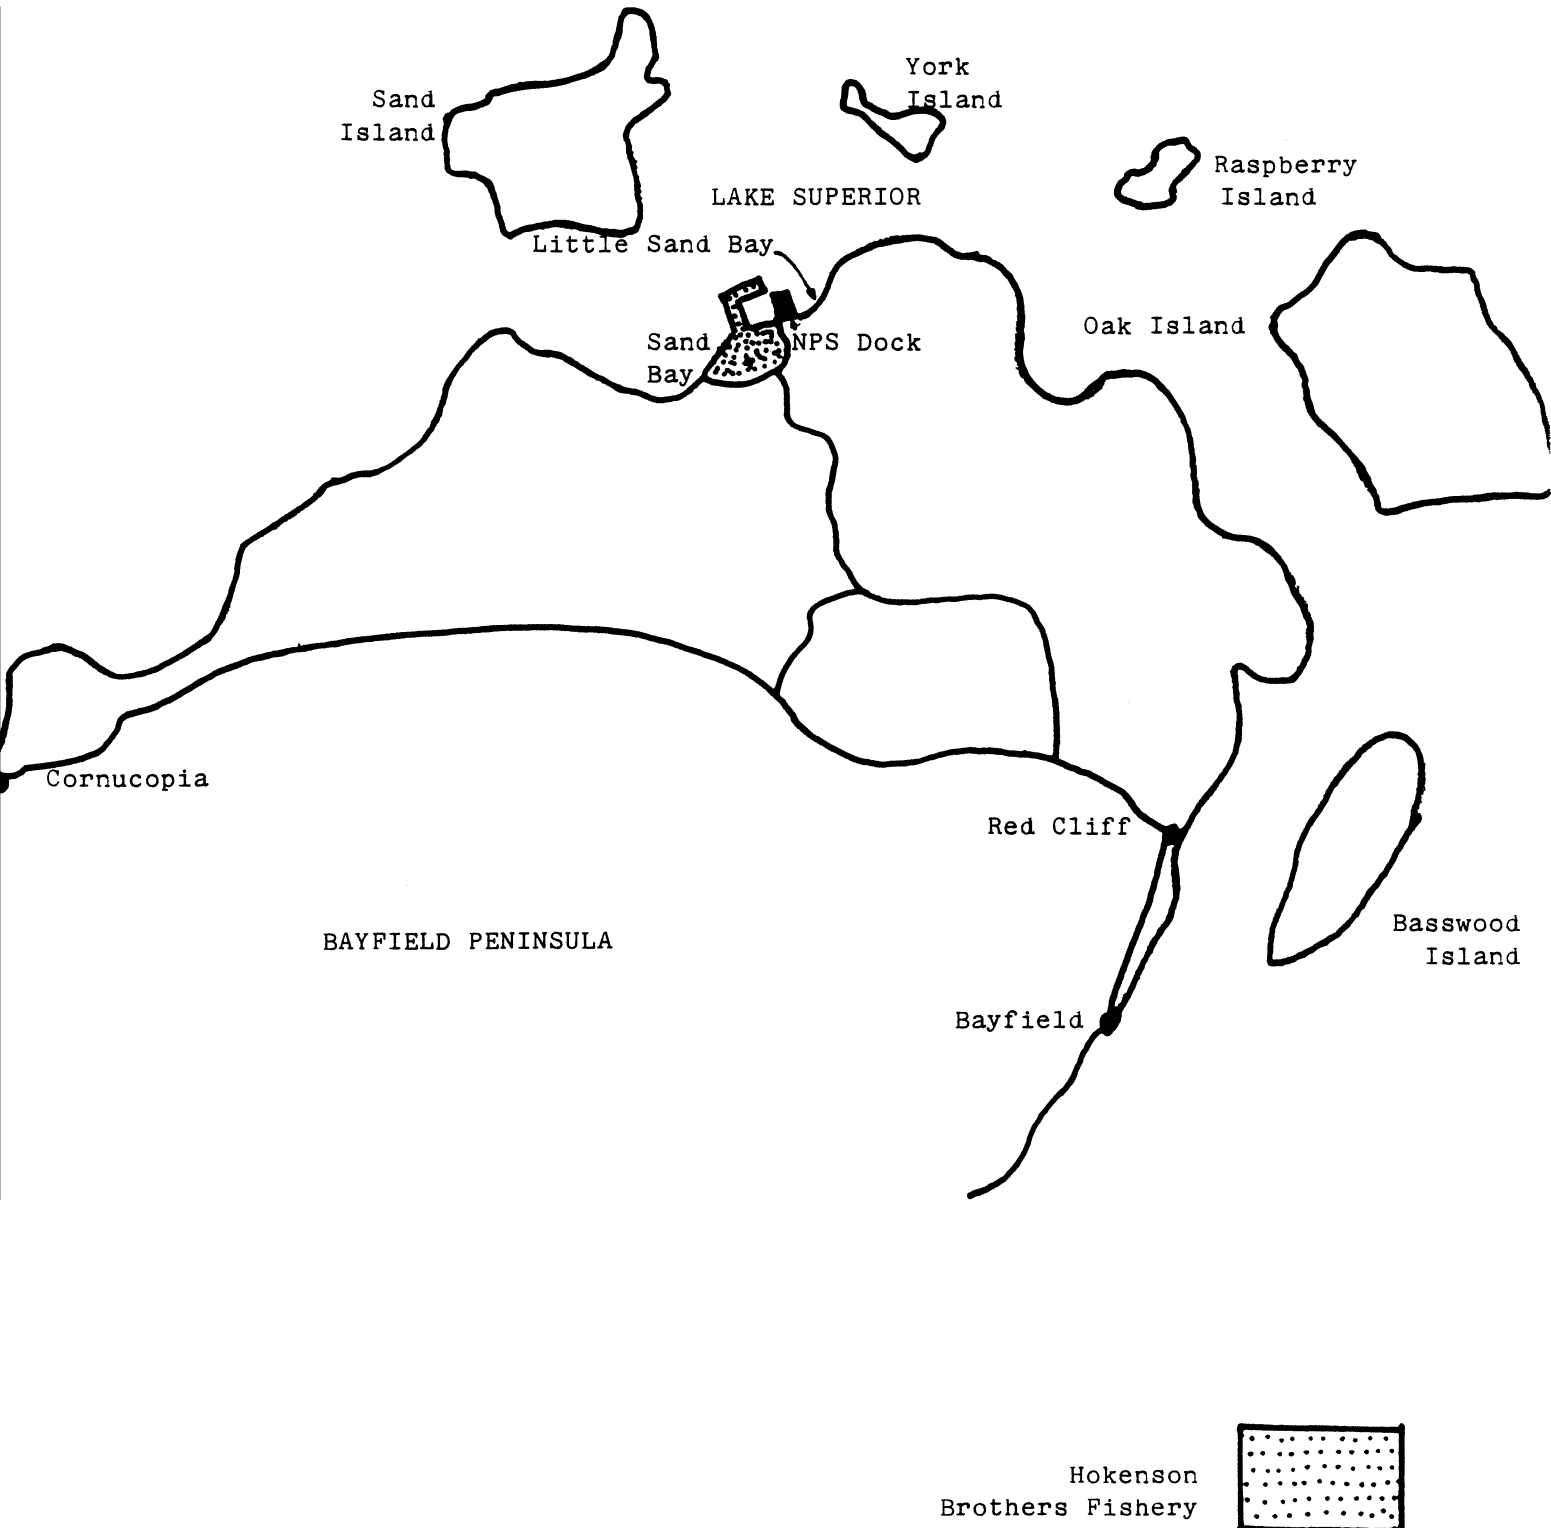 York
Island
Sand
Island
Raspberry
Island
LAKE SUPERIOR
Little Sand Bay
Oak Island
Sand
Bay
NPS Dock
Cornucopia
Red Cliff
Basswood
Island
BAYFIELD PENINSULA
Bayfield
Hokenson
Brothers Fishery